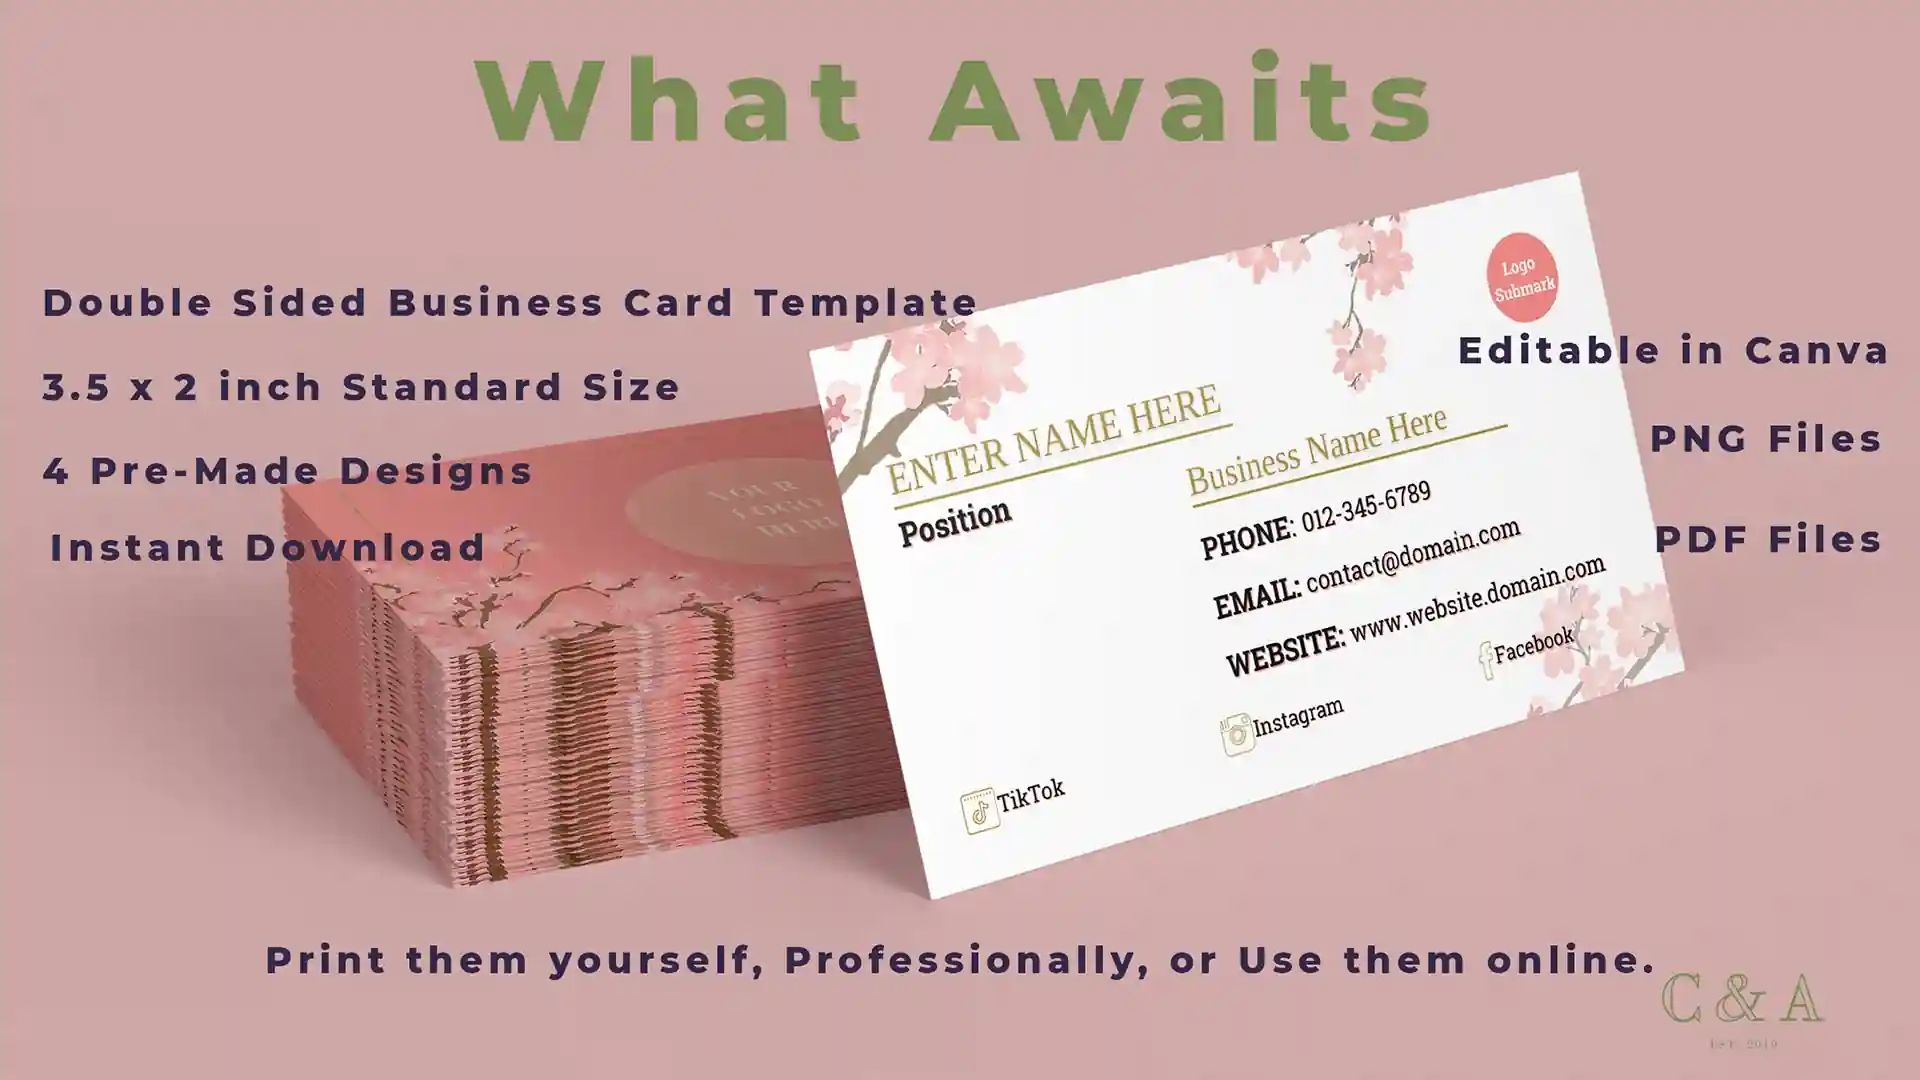 What Awaits
Double Sided Business Card Template
3.5 x 2 inch Standard Size
4 Pre-Made Designs
Instant Download
YOUR
LOGO
HERE
Logo
Submark
ENTER NAME HERE
Position
Business Name Here
PHONE: 012-345-6789
EMAIL: contact@domain.com
WEBSITE: www.website.domain.com
Facebook
Instagram
TikTok
Editable in Canva
PNG Files
PDF Files
Print them yourself, Professionally, or Use them online.
C & A
EST. 2019